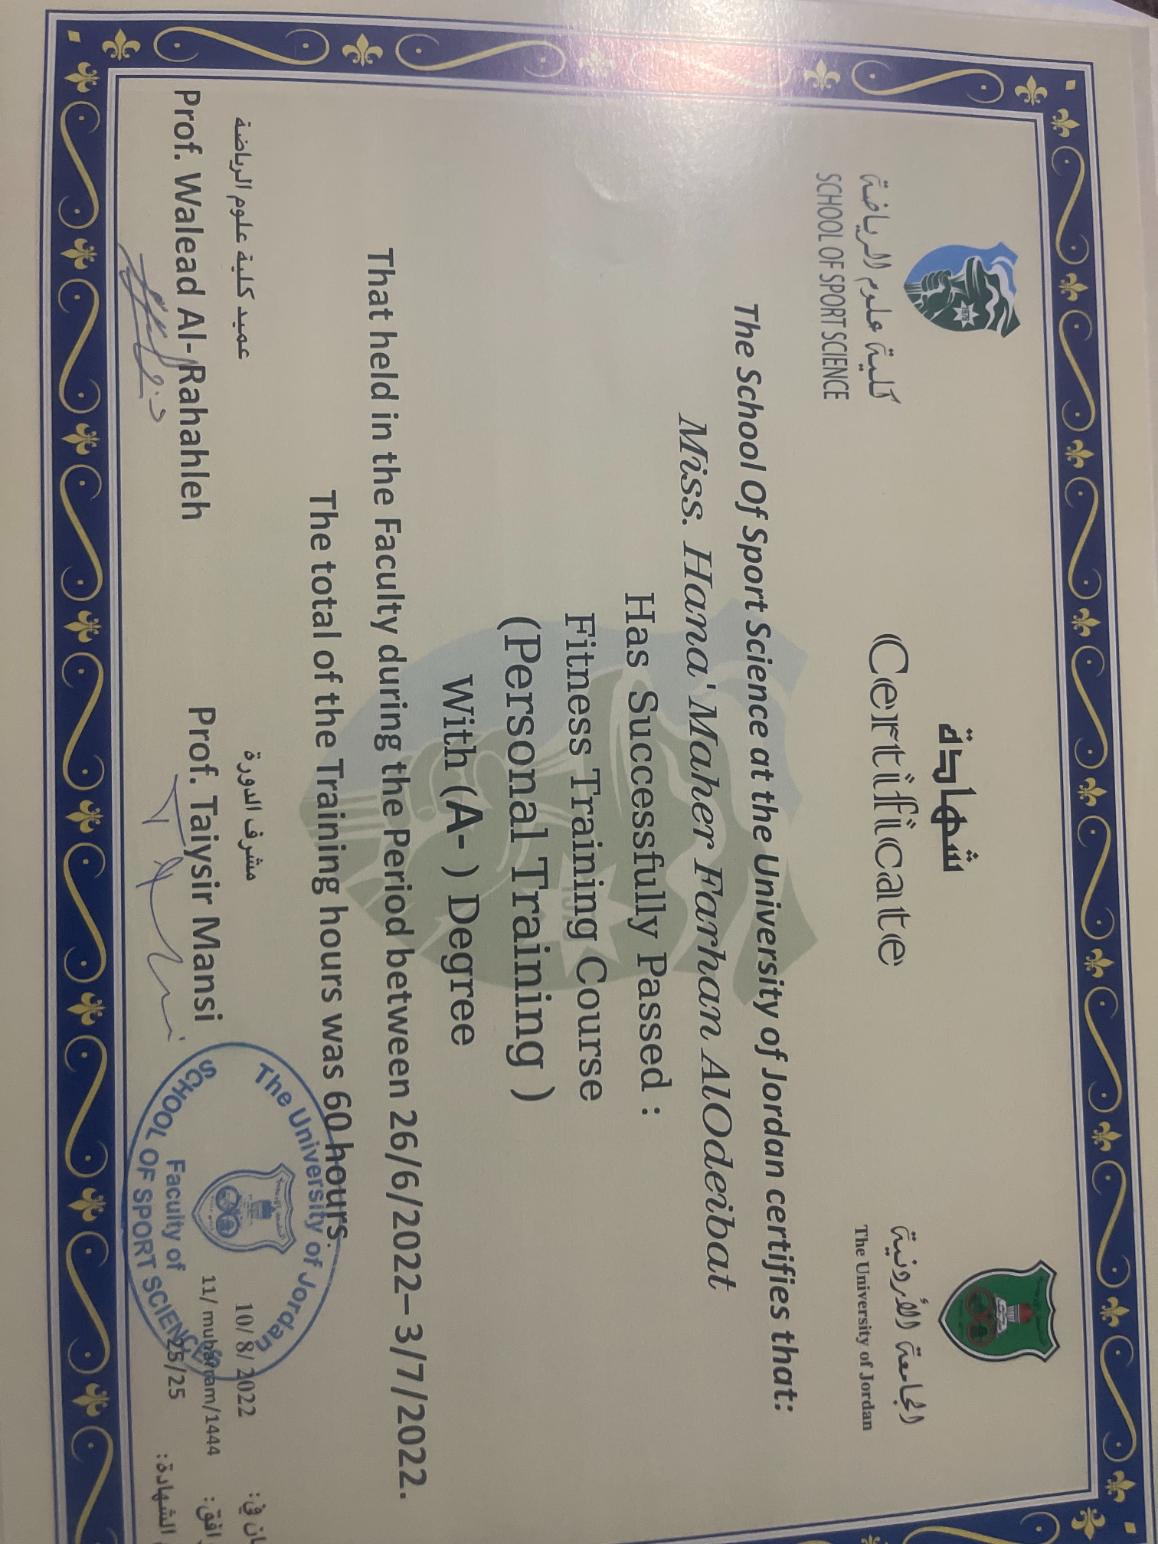 كلية علوم الرياضة
SCHOOL OF SPORT SCIENCE
شهادة
Certificate
الجامعة الأردنية
The University of Jordan
The School Of Sport Science at the University of Jordan certifies that:
Miss. Hana' Maher Farhan AlOdeibat
Has Successfully Passed :
Fitness Training Course
(Personal Training )
With (A- ) Degree
That held in the Faculty during the Period between 26/6/2022–3/7/2022.
The total of the Training hours was 60 hours.
عميد كلية علوم الرياضة
Prof. Walead Al-Rahahleh
مشرف الدورة
Prof. Taiysir Mansi
The University of Jordan
Faculty of
SCHOOL OF SPORT SCIENCE
10/ 8/ 2022
11/ muharam/1444
25/25
الشهادة: